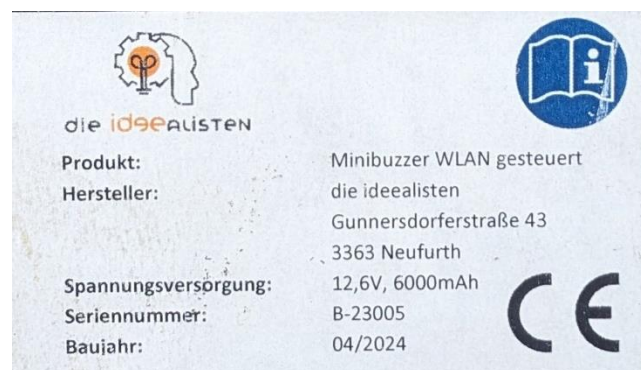 die ideeALiSTEN
Produkt: Minibuzzer WLAN gesteuert
Hersteller: die ideealisten
Gunnersdorferstraße 43
3363 Neufurth
Spannungsversorgung: 12,6V, 6000mAh
Seriennummer: B-23005
Baujahr: 04/2024
CE